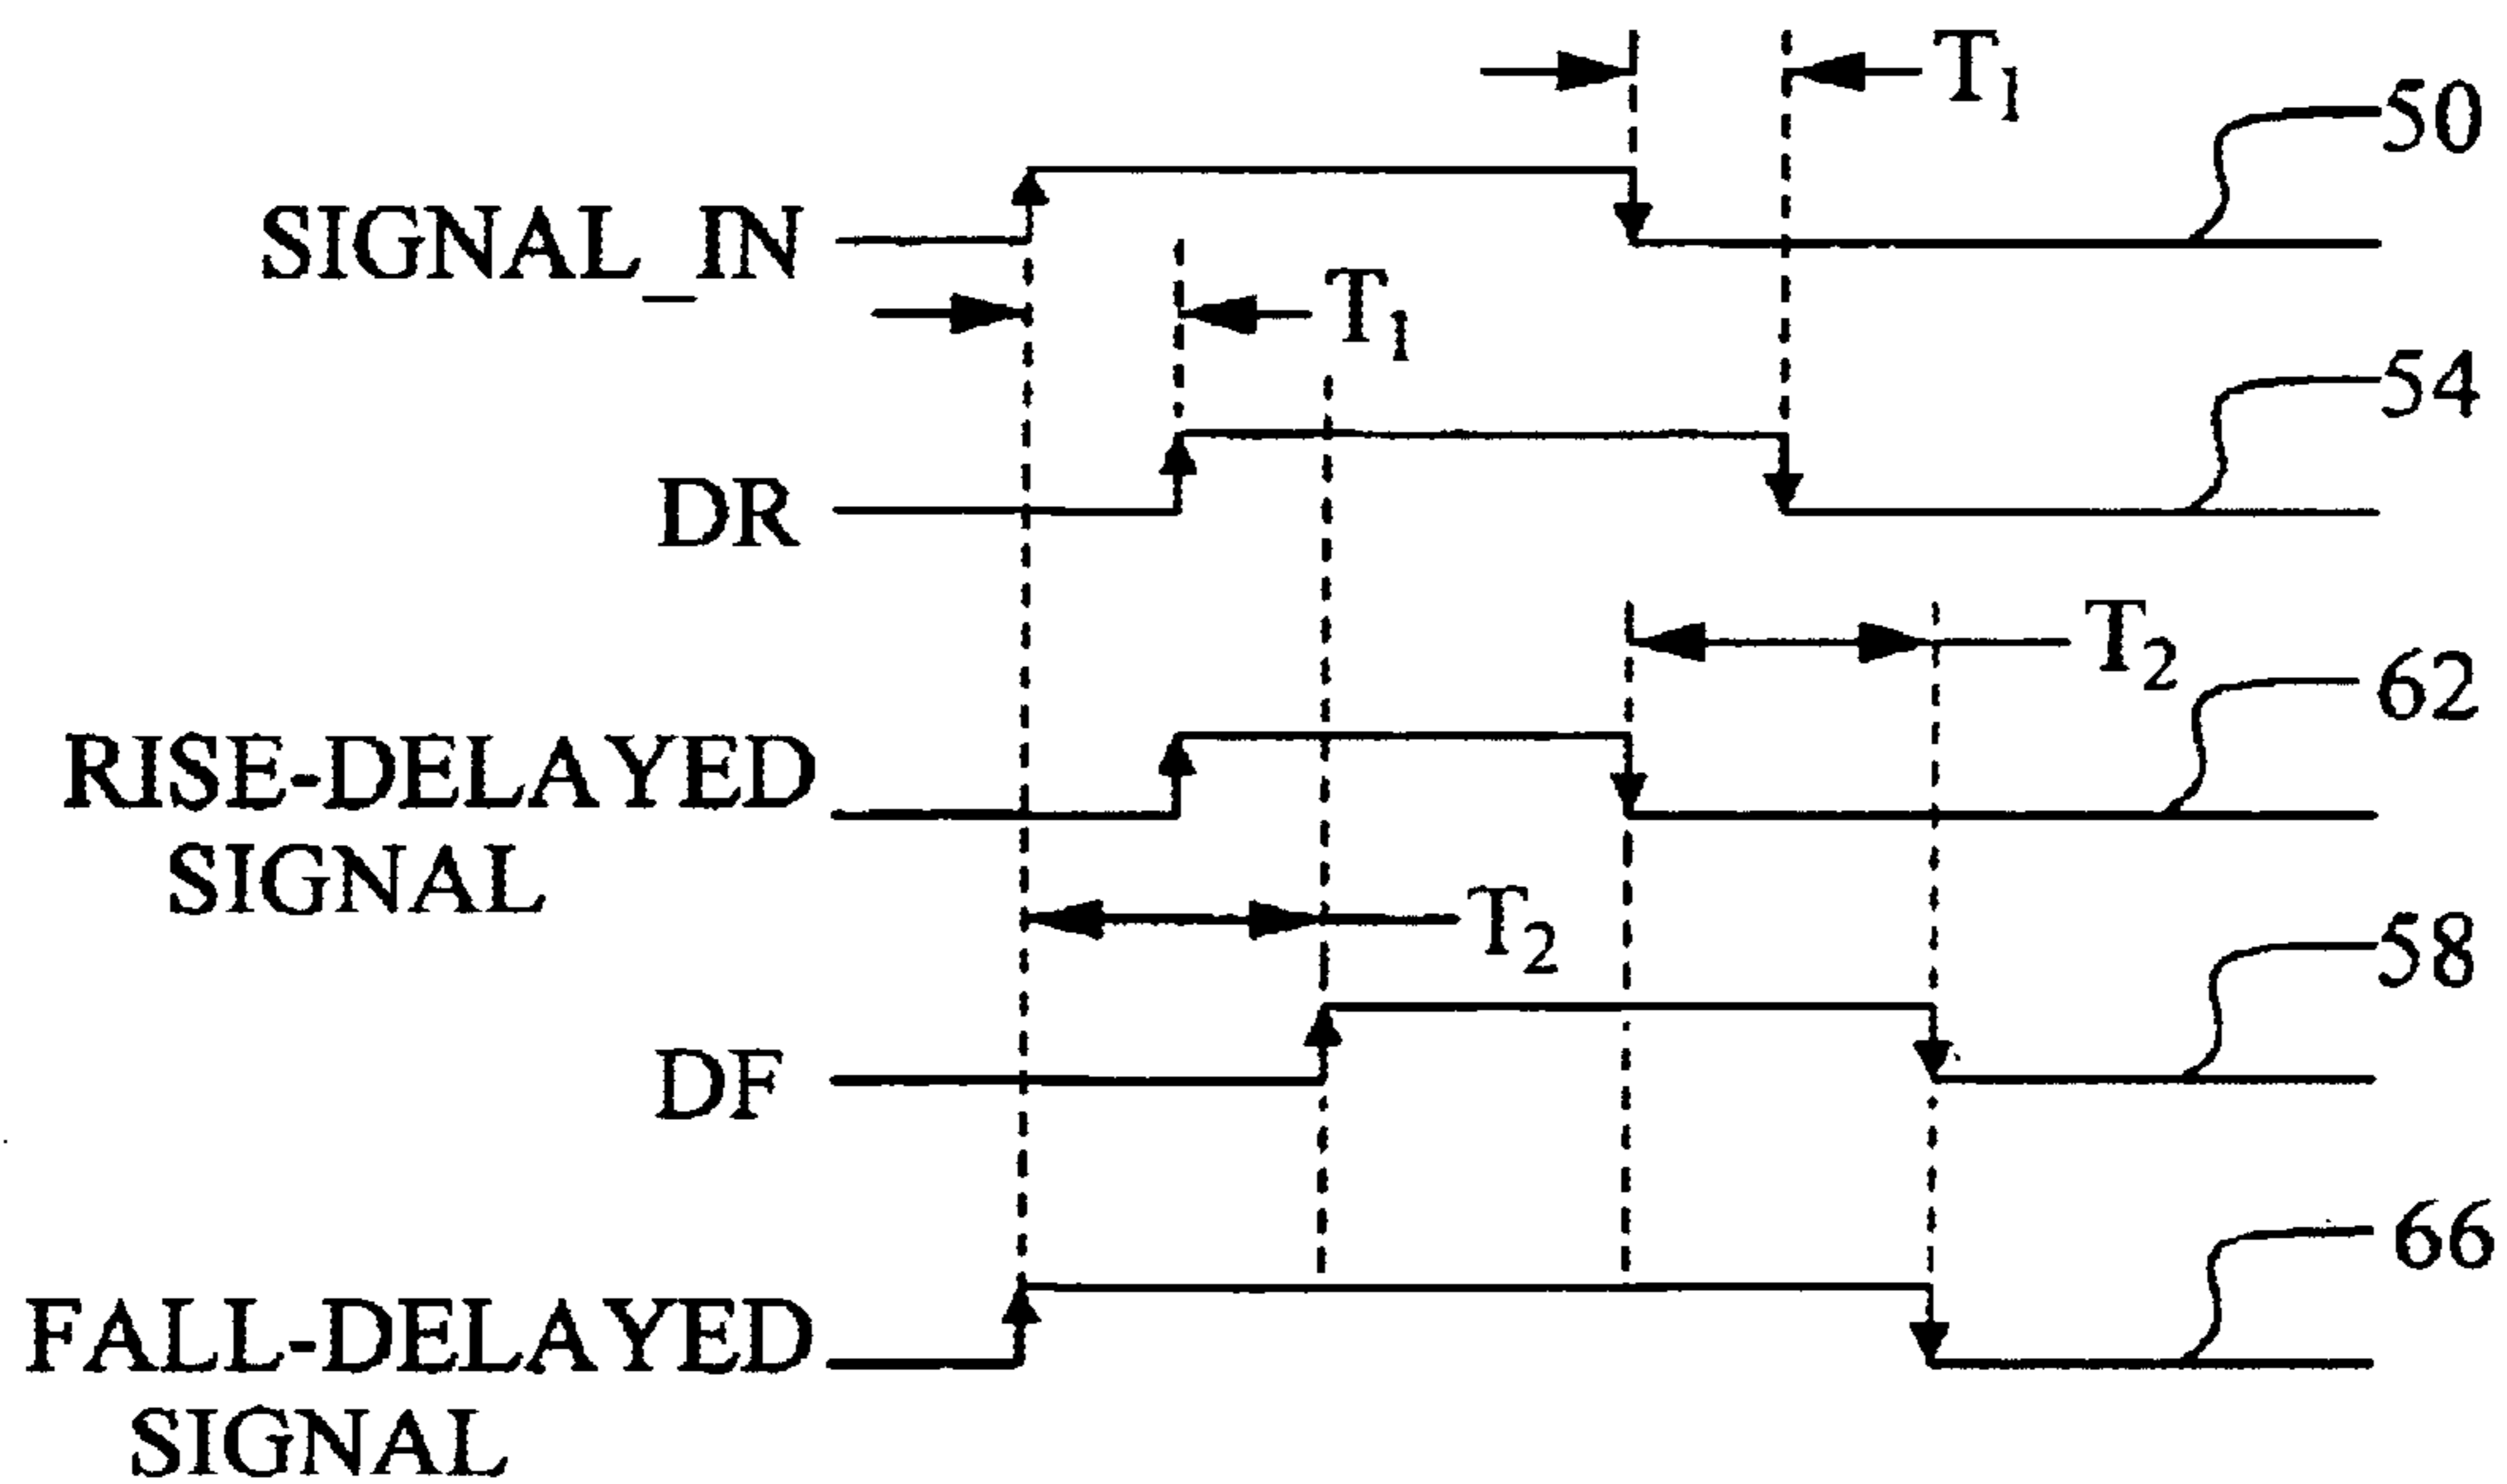 T1
50
SIGNAL_IN
T1
54
DR
T2
62
RISE-DELAYED
SIGNAL
T2
58
DF
66
FALL-DELAYED
SIGNAL